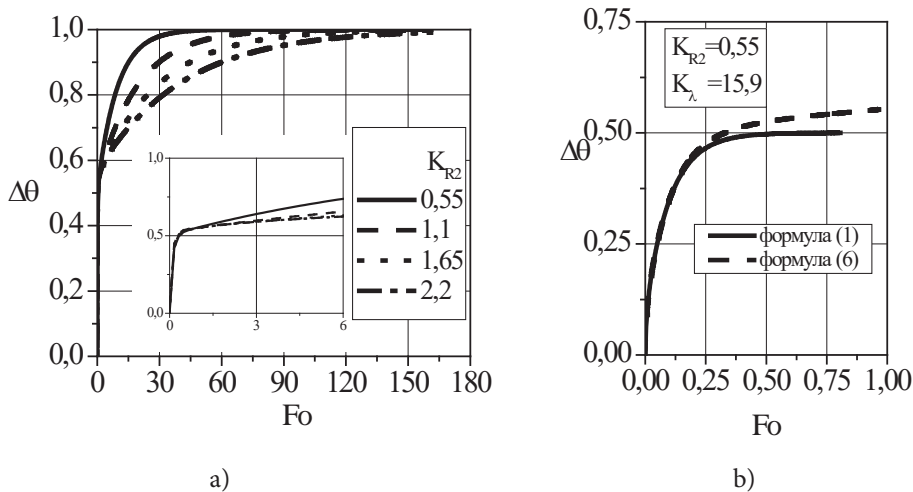 1,0
0,8
0,6
Δθ
0,4
0,2
0,0
0 30 60 90 120 150 180
Fo
1,0
0,5
0,0
0 3 6
K_R2
0,55
1,1
1,65
2,2
a)
0,75
Δθ
0,50
0,25
0,00
0,00 0,25 0,50 0,75 1,00
Fo
K_R2=0,55
K_λ =15,9
формула (1)
формула (6)
b)